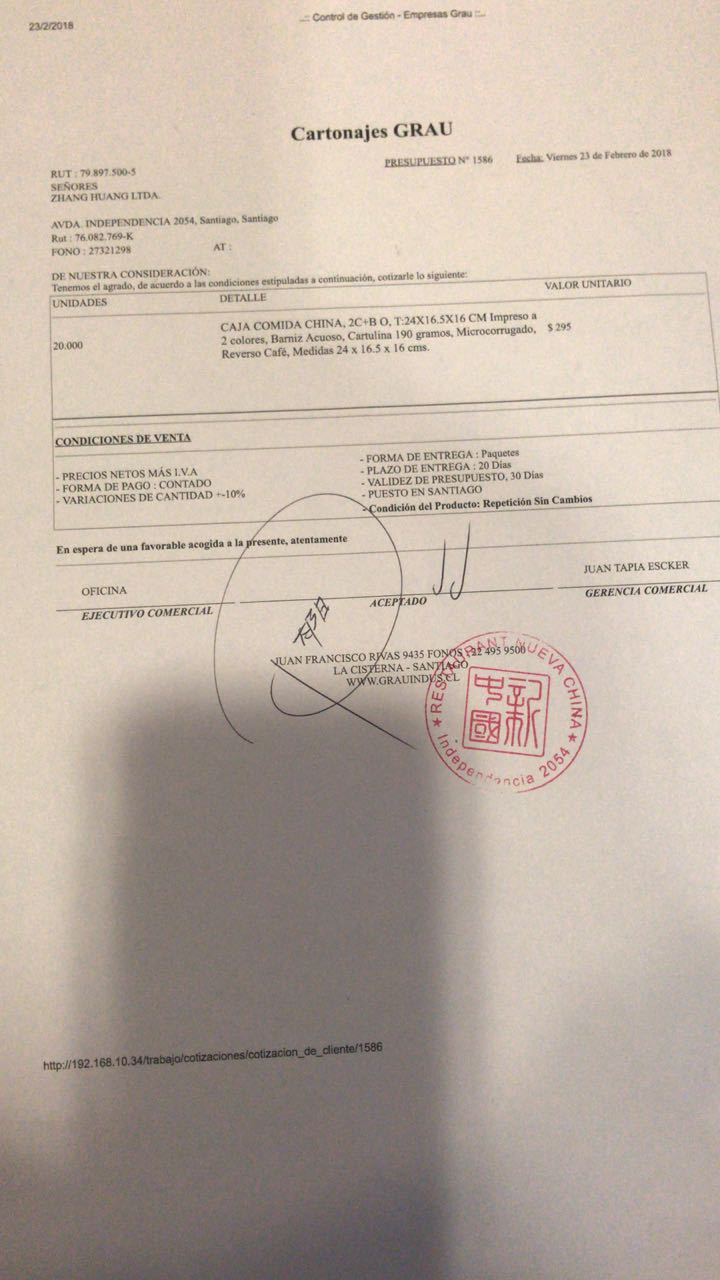 23/2/2018
..:: Control de Gestión - Empresas Grau ::..
Cartonajes GRAU
PRESUPUESTO N° 1586
Fecha: Viernes 23 de Febrero de 2018
RUT : 79.897.500-5
SEÑORES
ZHANG HUANG LTDA.
AVDA. INDEPENDENCIA 2054, Santiago, Santiago
Rut : 76.082.769-K
FONO : 27321298 AT :
DE NUESTRA CONSIDERACIÓN:
Tenemos el agrado, de acuerdo a las condiciones estipuladas a continuación, cotizarle lo siguiente:
UNIDADES DETALLE VALOR UNITARIO
CAJA COMIDA CHINA, 2C+B O, T:24X16.5X16 CM Impreso a
20.000 2 colores, Barniz Acuoso, Cartulina 190 gramos, Microcorrugado, $ 295
Reverso Café, Medidas 24 x 16.5 x 16 cms.
CONDICIONES DE VENTA
- PRECIOS NETOS MÁS I.V.A
- FORMA DE PAGO : CONTADO
- VARIACIONES DE CANTIDAD +-10%
- FORMA DE ENTREGA : Paquetes
- PLAZO DE ENTREGA : 20 Días
- VALIDEZ DE PRESUPUESTO, 30 Días
- PUESTO EN SANTIAGO
- Condición del Producto: Repetición Sin Cambios
En espera de una favorable acogida a la presente, atentamente
OFICINA
EJECUTIVO COMERCIAL
ACEPTADO
JUAN TAPIA ESCKER
GERENCIA COMERCIAL
JUAN FRANCISCO RIVAS 9435 FONOS : 22 495 9500
LA CISTERNA - SANTIAGO
WWW.GRAUINDUS.CL
RESTAURANT NUEVA CHINA
新中國
Independencia 2054
http://192.168.10.34/trabajo/cotizaciones/cotizacion_de_cliente/1586